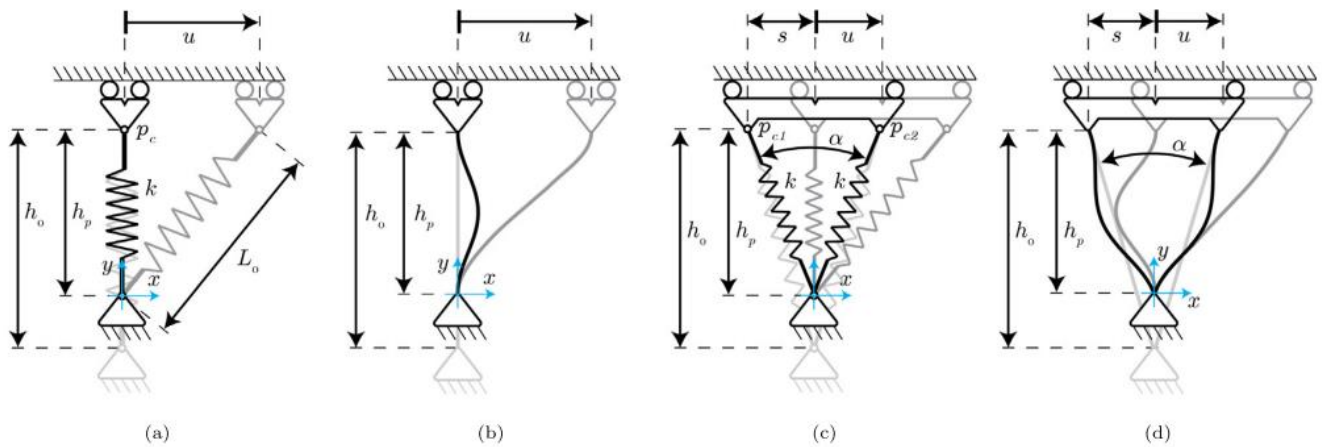 u
u
s
u
s
u
p_c
p_c1
p_c2
α
α
k
k
k
h_o
h_p
h_o
h_p
h_o
h_p
h_o
h_p
L_o
y
x
y
x
y
x
y
x
(a)
(b)
(c)
(d)